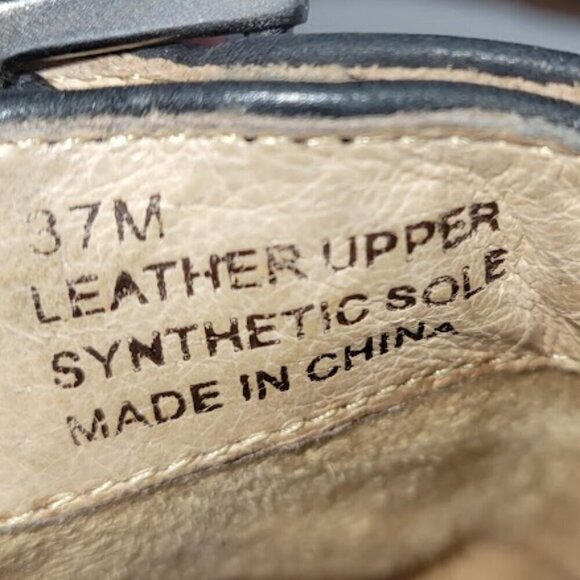 37M
LEATHER UPPER
SYNTHETIC SOLE
MADE IN CHINA